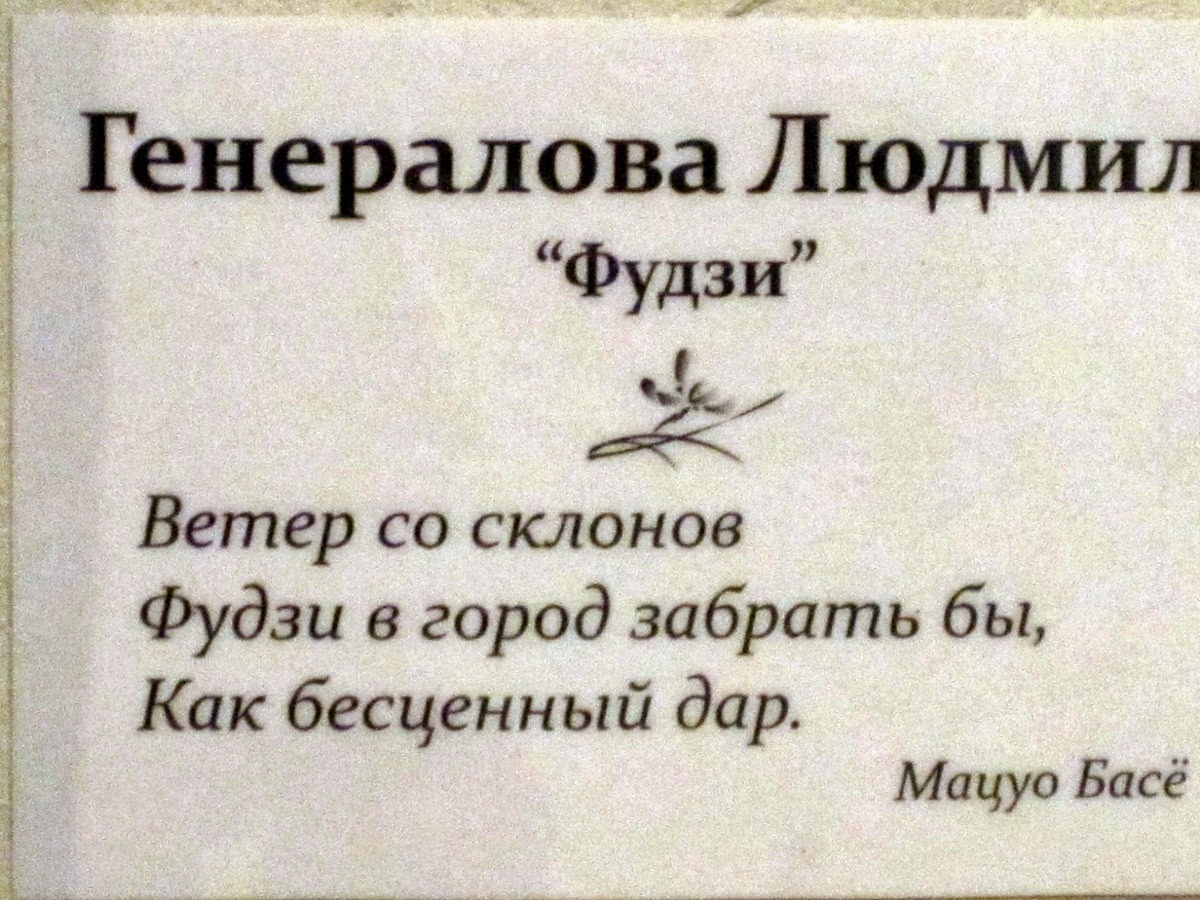 Генералова Людмил
“Фудзи”
Ветер со склонов
Фудзи в город забрать бы,
Как бесценный дар.
Мацуо Басё